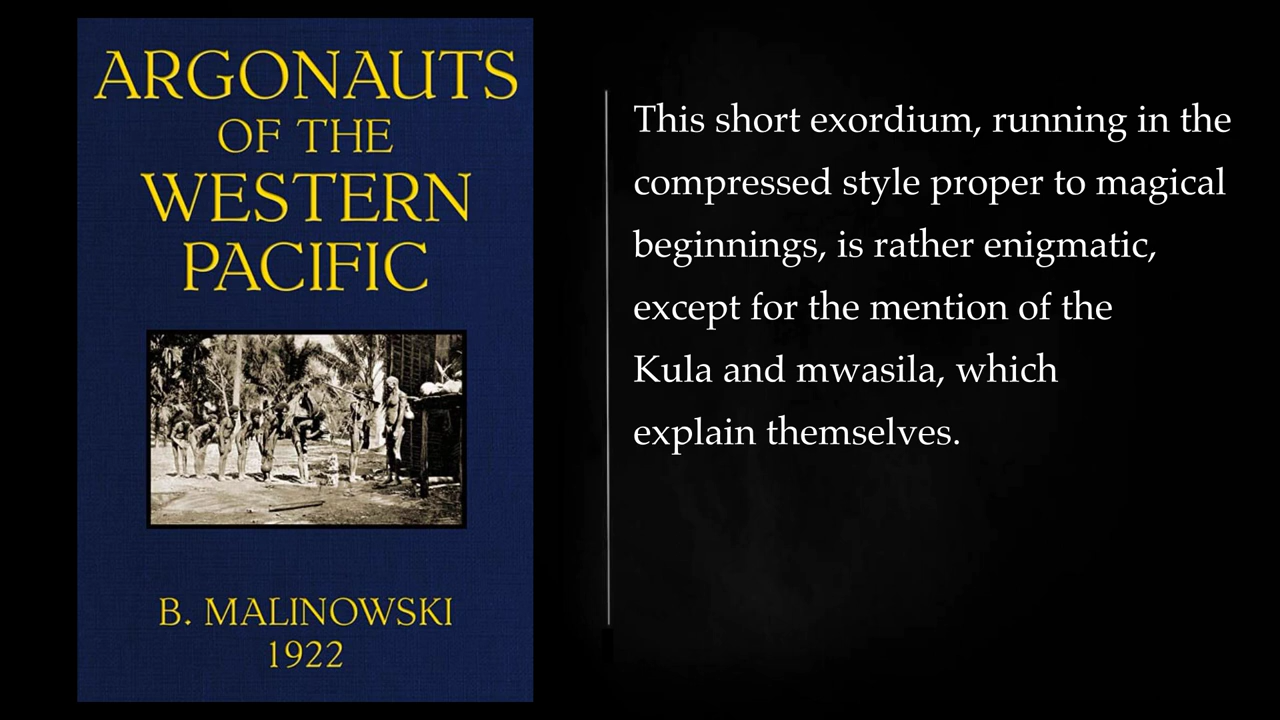 ARGONAUTS
OF THE
WESTERN
PACIFIC
B. MALINOWSKI
1922
This short exordium, running in the
compressed style proper to magical
beginnings, is rather enigmatic,
except for the mention of the
Kula and mwasila, which
explain themselves.